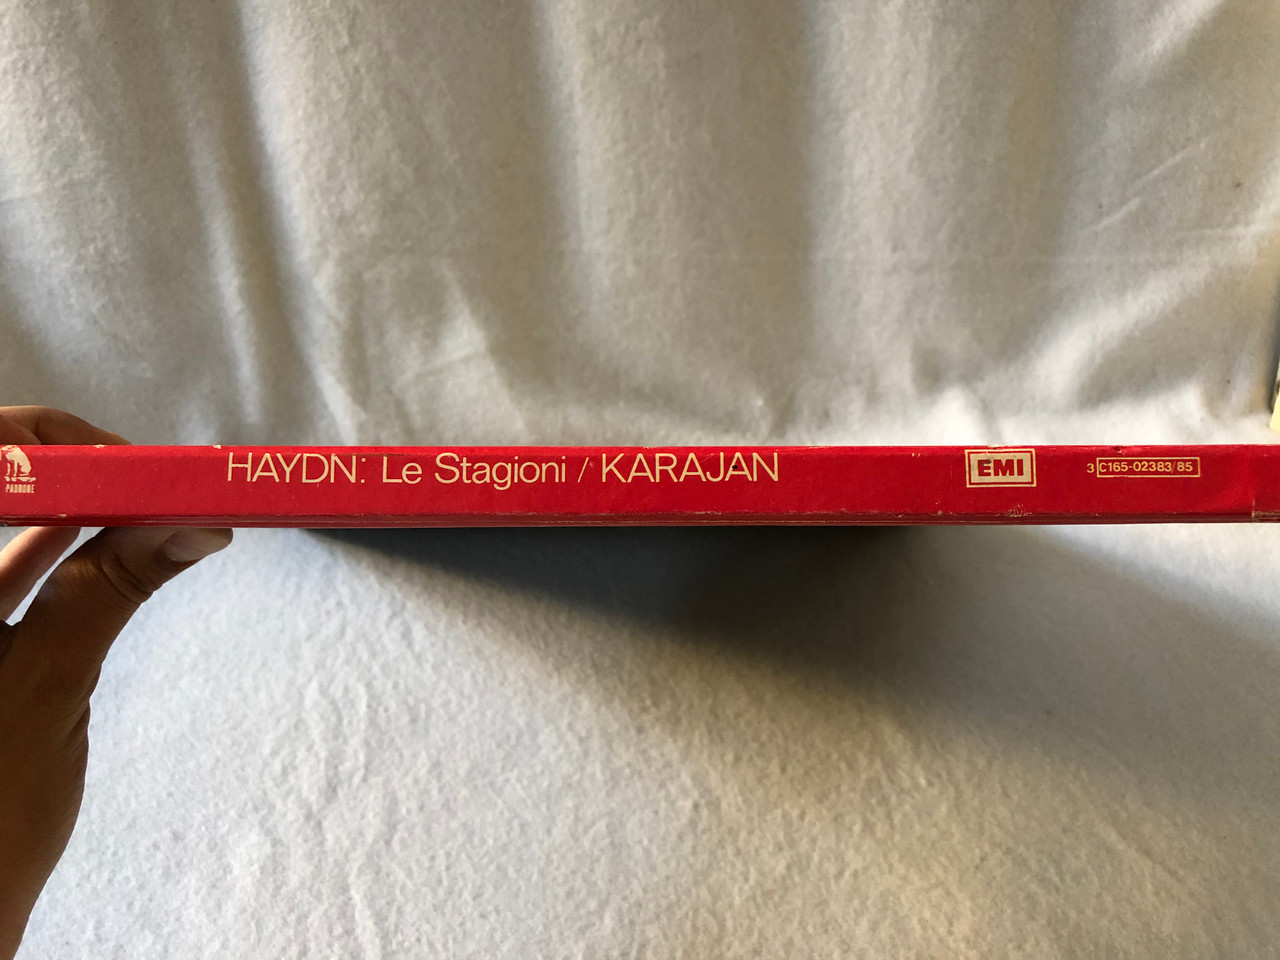 PADRONE
HAYDN: Le Stagioni / KARAJAN
EMI
3 C165-02383/85